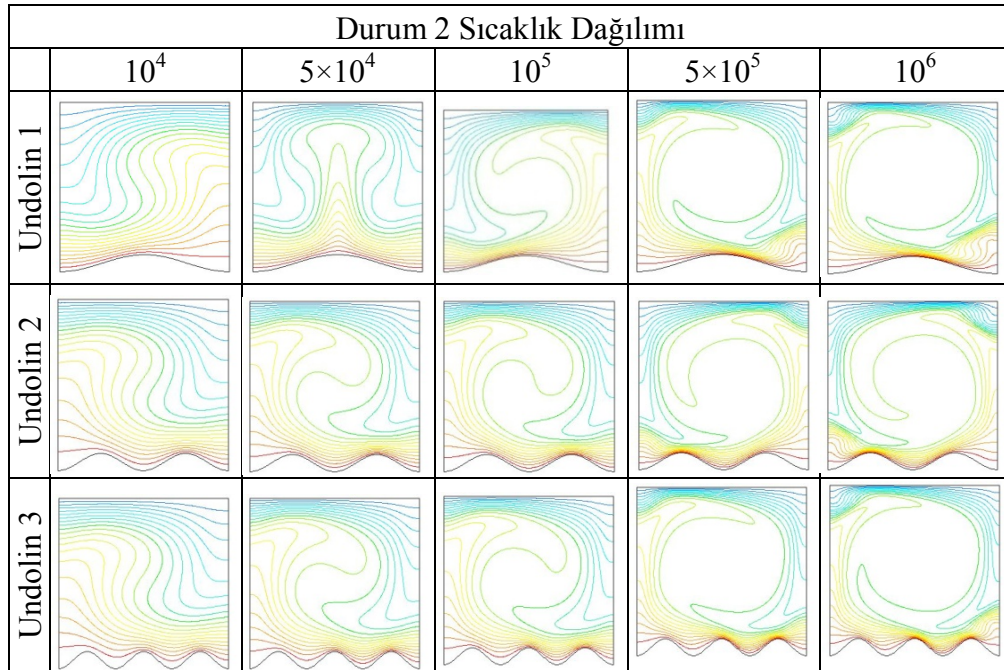 Durum 2 Sıcaklık Dağılımı
10⁴ 5×10⁴ 10⁵ 5×10⁵ 10⁶
Undolin 1
Undolin 2
Undolin 3